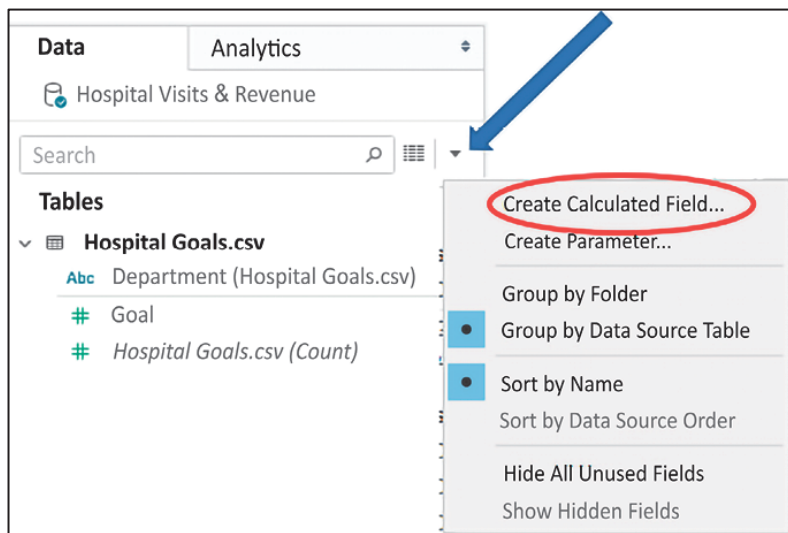 Data
Analytics
Hospital Visits & Revenue
Search
Tables
Hospital Goals.csv
Abc Department (Hospital Goals.csv)
# Goal
# Hospital Goals.csv (Count)
Create Calculated Field...
Create Parameter...
Group by Folder
Group by Data Source Table
Sort by Name
Sort by Data Source Order
Hide All Unused Fields
Show Hidden Fields